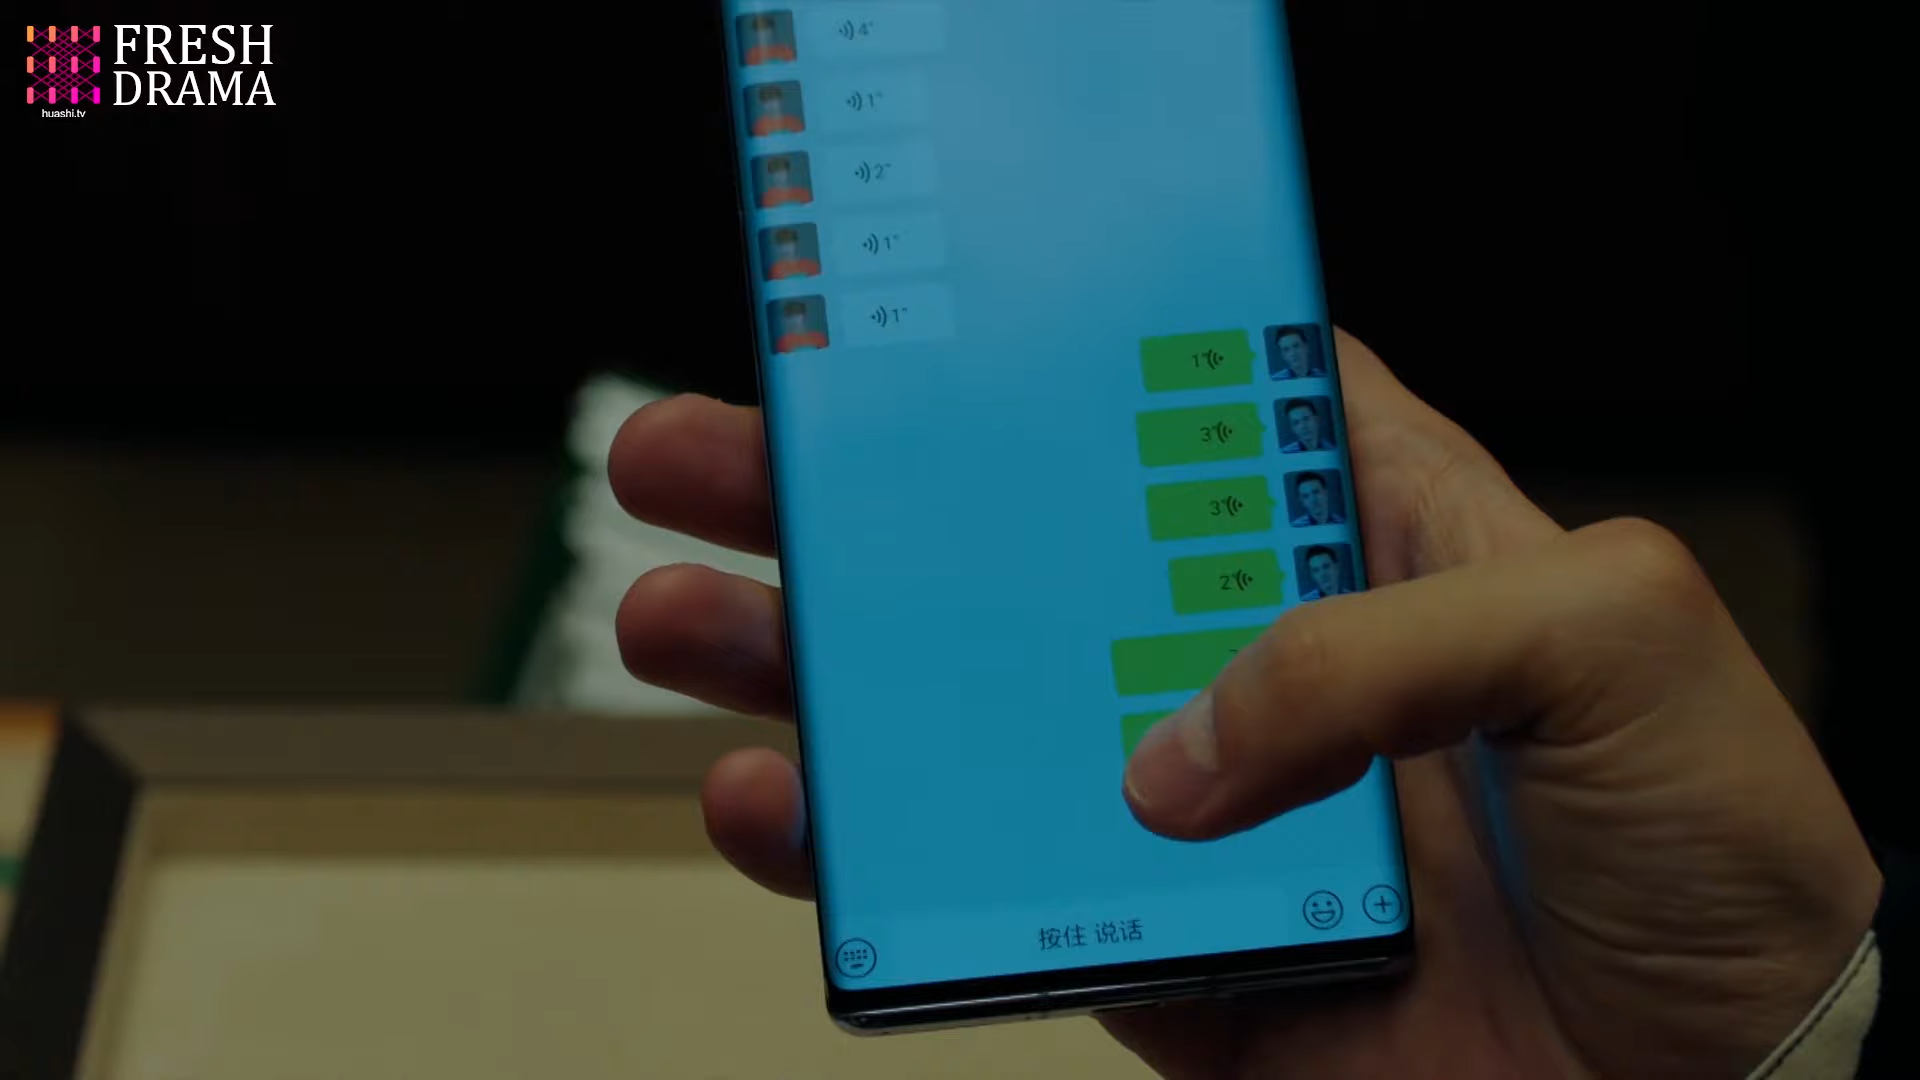 FRESH
DRAMA
huashi.tv
4"
1"
2"
1"
1"
1"
3"
3"
2"
按住 说话